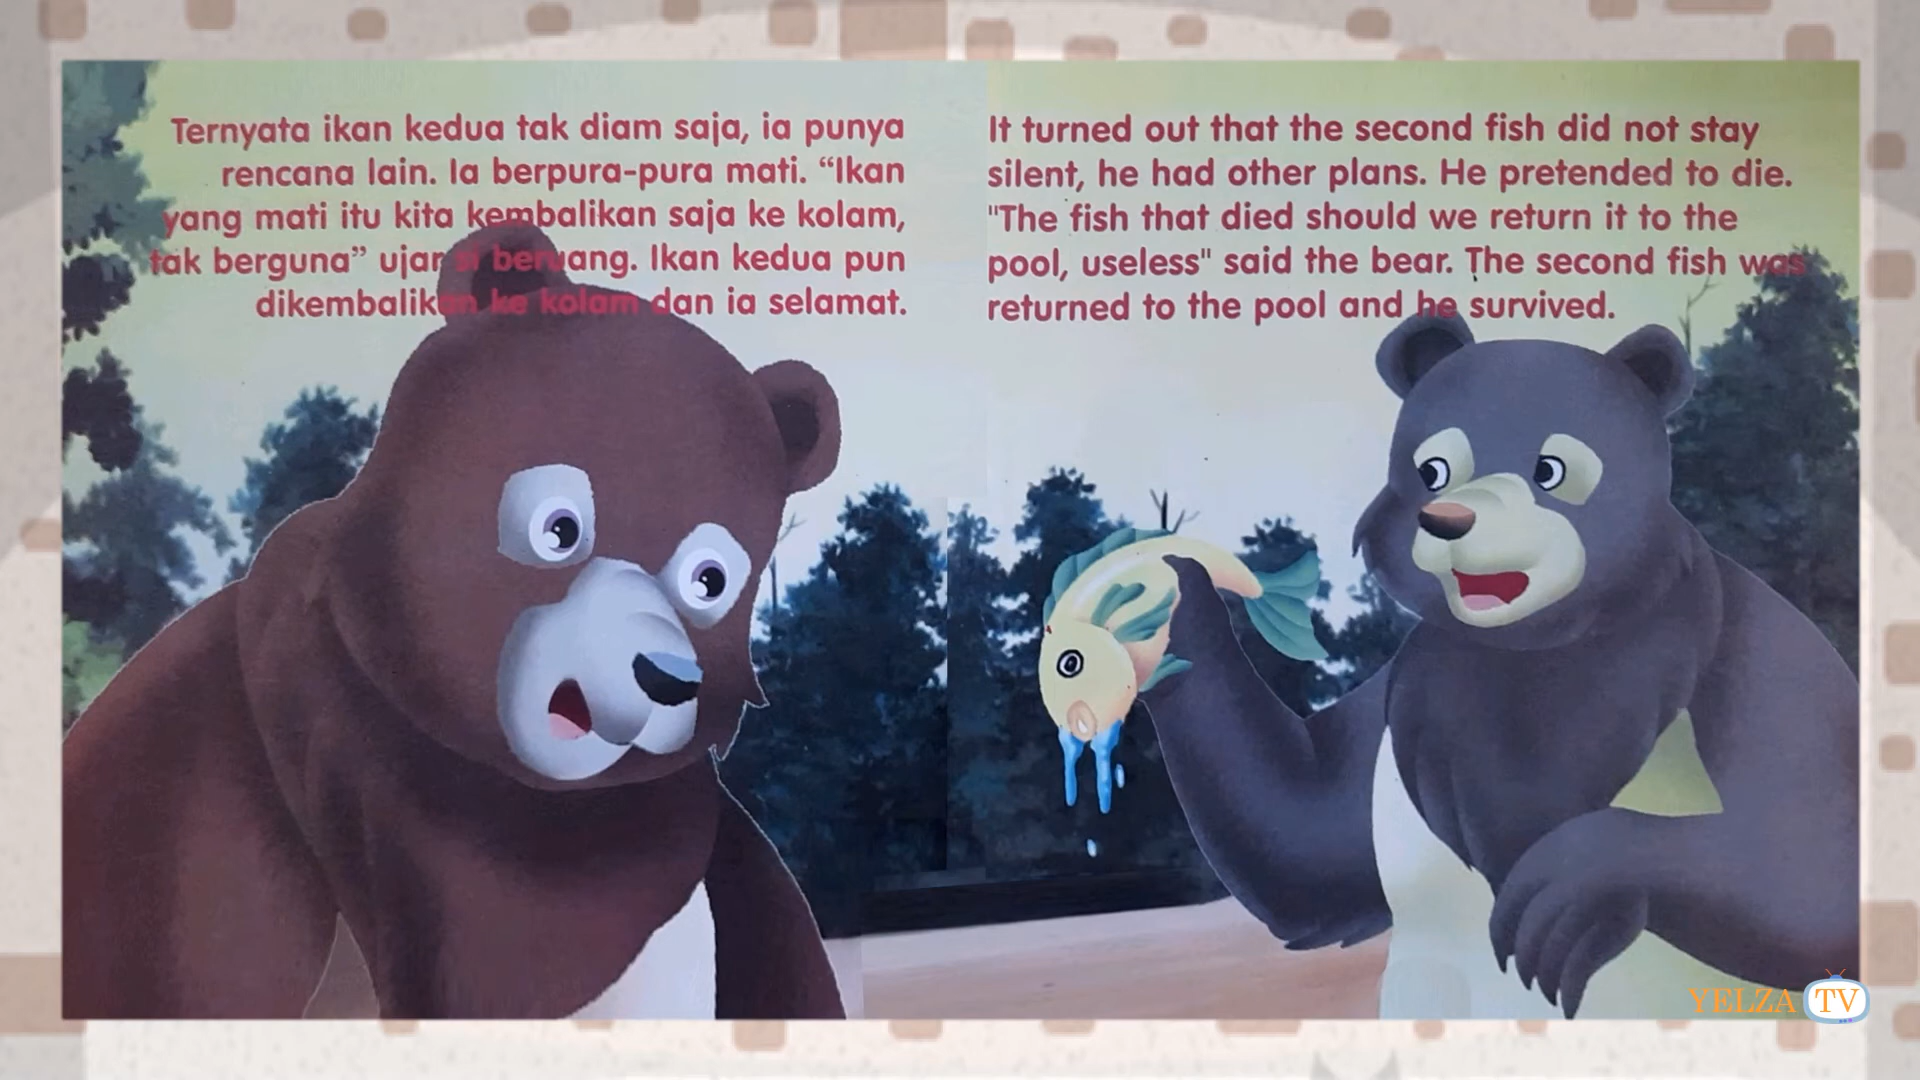 Ternyata ikan kedua tak diam saja, ia punya
rencana lain. Ia berpura-pura mati. “Ikan
yang mati itu kita kembalikan saja ke kolam,
tak berguna” ujar si beruang. Ikan kedua pun
dikembalikan ke kolam dan ia selamat.
It turned out that the second fish did not stay
silent, he had other plans. He pretended to die.
"The fish that died should we return it to the
pool, useless" said the bear. The second fish was
returned to the pool and he survived.
YELZA TV